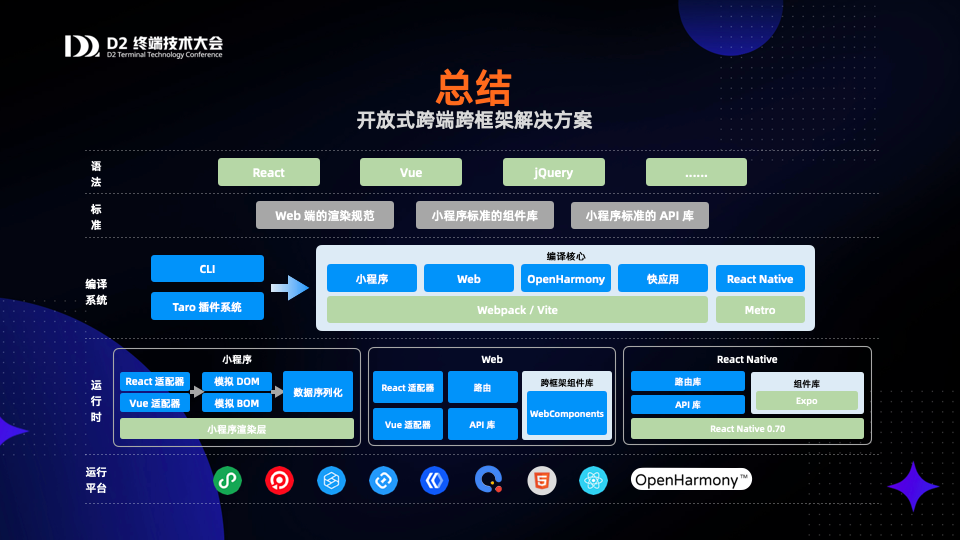 D2 终端技术大会
D2 Terminal Technology Conference
总结
开放式跨端跨框架解决方案
语法
React
Vue
jQuery
......
标准
Web 端的渲染规范
小程序标准的组件库
小程序标准的 API 库
编译系统
CLI
Taro 插件系统
编译核心
小程序
Web
OpenHarmony
快应用
React Native
Webpack / Vite
Metro
运行时
小程序
React 适配器
Vue 适配器
模拟 DOM
模拟 BOM
数据序列化
小程序渲染层
Web
React 适配器
路由
Vue 适配器
API 库
跨框架组件库
WebComponents
React Native
路由库
API 库
组件库
Expo
React Native 0.70
运行平台
OpenHarmony™